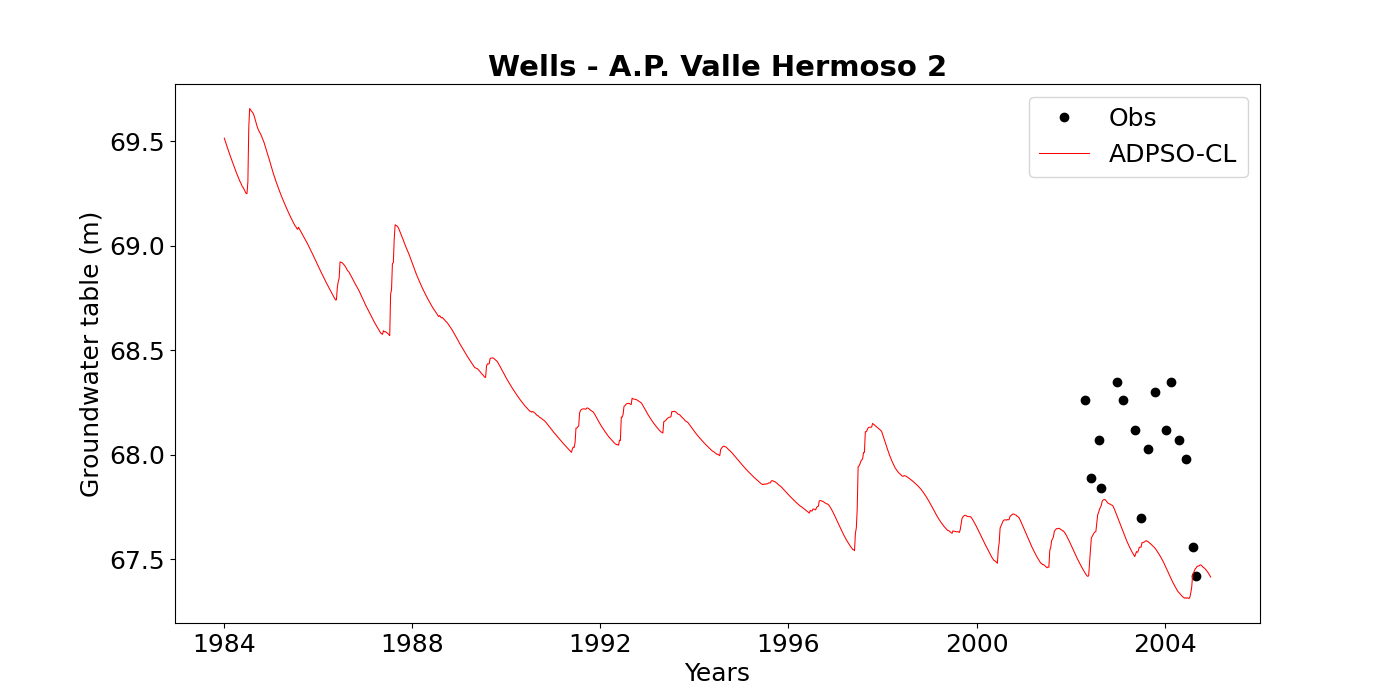 Wells - A.P. Valle Hermoso 2
Obs
ADPSO-CL
Groundwater table (m)
69.5
69.0
68.5
68.0
67.5
1984 1988 1992 1996 2000 2004
Years